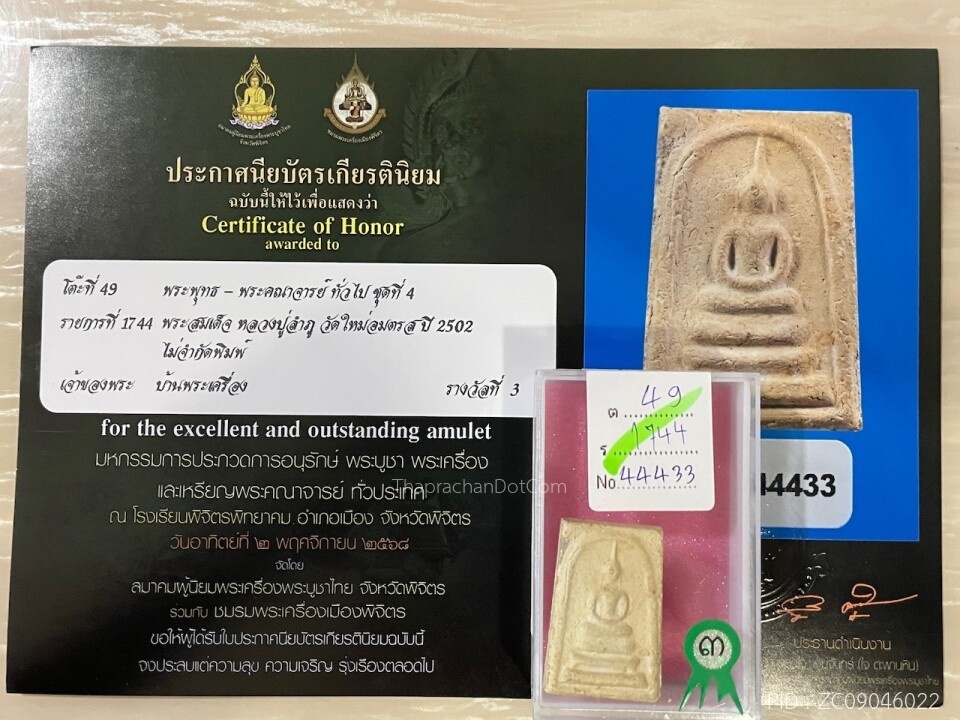 ประกาศนียบัตรเกียรตินิยม
ฉบับนี้ให้ไว้เพื่อแสดงว่า
Certificate of Honor
awarded to
โต๊ะที่ 49 พระพุทธ - พระคณาจารย์ ทั่วไป ชุดที่ 4
รายการที่ 1744 พระสมเด็จ หลวงปู่ลำภู วัดใหม่อมตรส ปี 2502
ไม่จำกัดพิมพ์
เจ้าของพระ บ้านพระเครื่อง รางวัลที่ 3
for the excellent and outstanding amulet
มหกรรมการประกวดการอนุรักษ์ พระบูชา พระเครื่อง
และเหรียญพระคณาจารย์ ทั่วประเทศ
ณ โรงเรียนพิจิตรพิทยาคม อำเภอเมือง จังหวัดพิจิตร
วันอาทิตย์ที่ ๒ พฤศจิกายน ๒๕๖๘
จัดโดย
สมาคมผู้นิยมพระเครื่องพระบูชาไทย จังหวัดพิจิตร
ร่วมกับ ชมรมพระเครื่องเมืองพิจิตร
ขอให้ผู้ได้รับใบประกาศนียบัตรเกียรตินิยมฉบับนี้
จงประสบแต่ความสุข ความเจริญ รุ่งเรืองตลอดไป
ThaprachanDotCom
ต 49
ร 1744
No 44433
44433
๓
ประธานดำเนินงาน
(โจ ตะพานหิน)
PID : ZC09046022